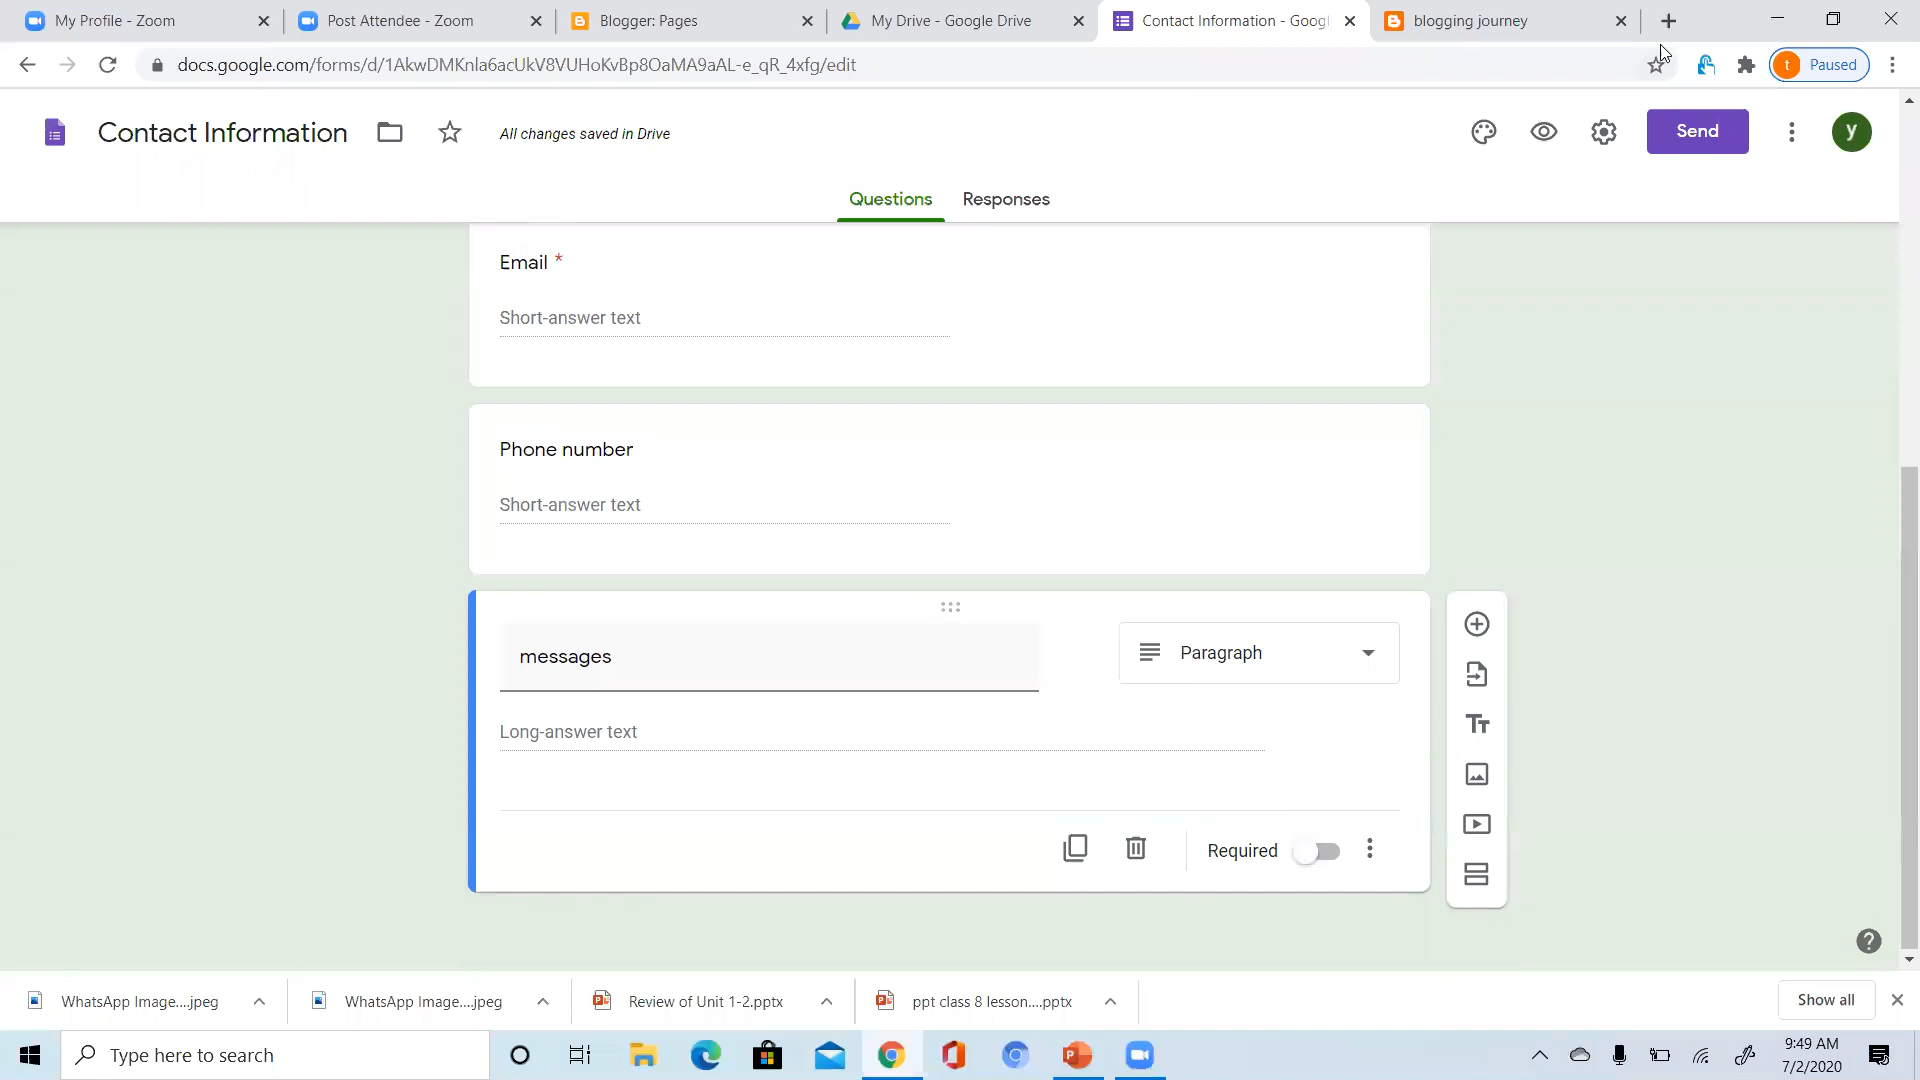 My Profile - Zoom
Post Attendee - Zoom
Blogger: Pages
My Drive - Google Drive
Contact Information - Goog
blogging journey
docs.google.com/forms/d/1AkwDMKnla6acUkV8VUHoKvBp8OaMA9aAL-e_qR_4xfg/edit
t Paused
Contact Information
All changes saved in Drive
Send
y
Questions
Responses
Email *
Short-answer text
Phone number
Short-answer text
messages
Paragraph
Long-answer text
Required
WhatsApp Image....jpeg
WhatsApp Image....jpeg
Review of Unit 1-2.pptx
ppt class 8 lesson....pptx
Show all
Type here to search
9:49 AM
7/2/2020